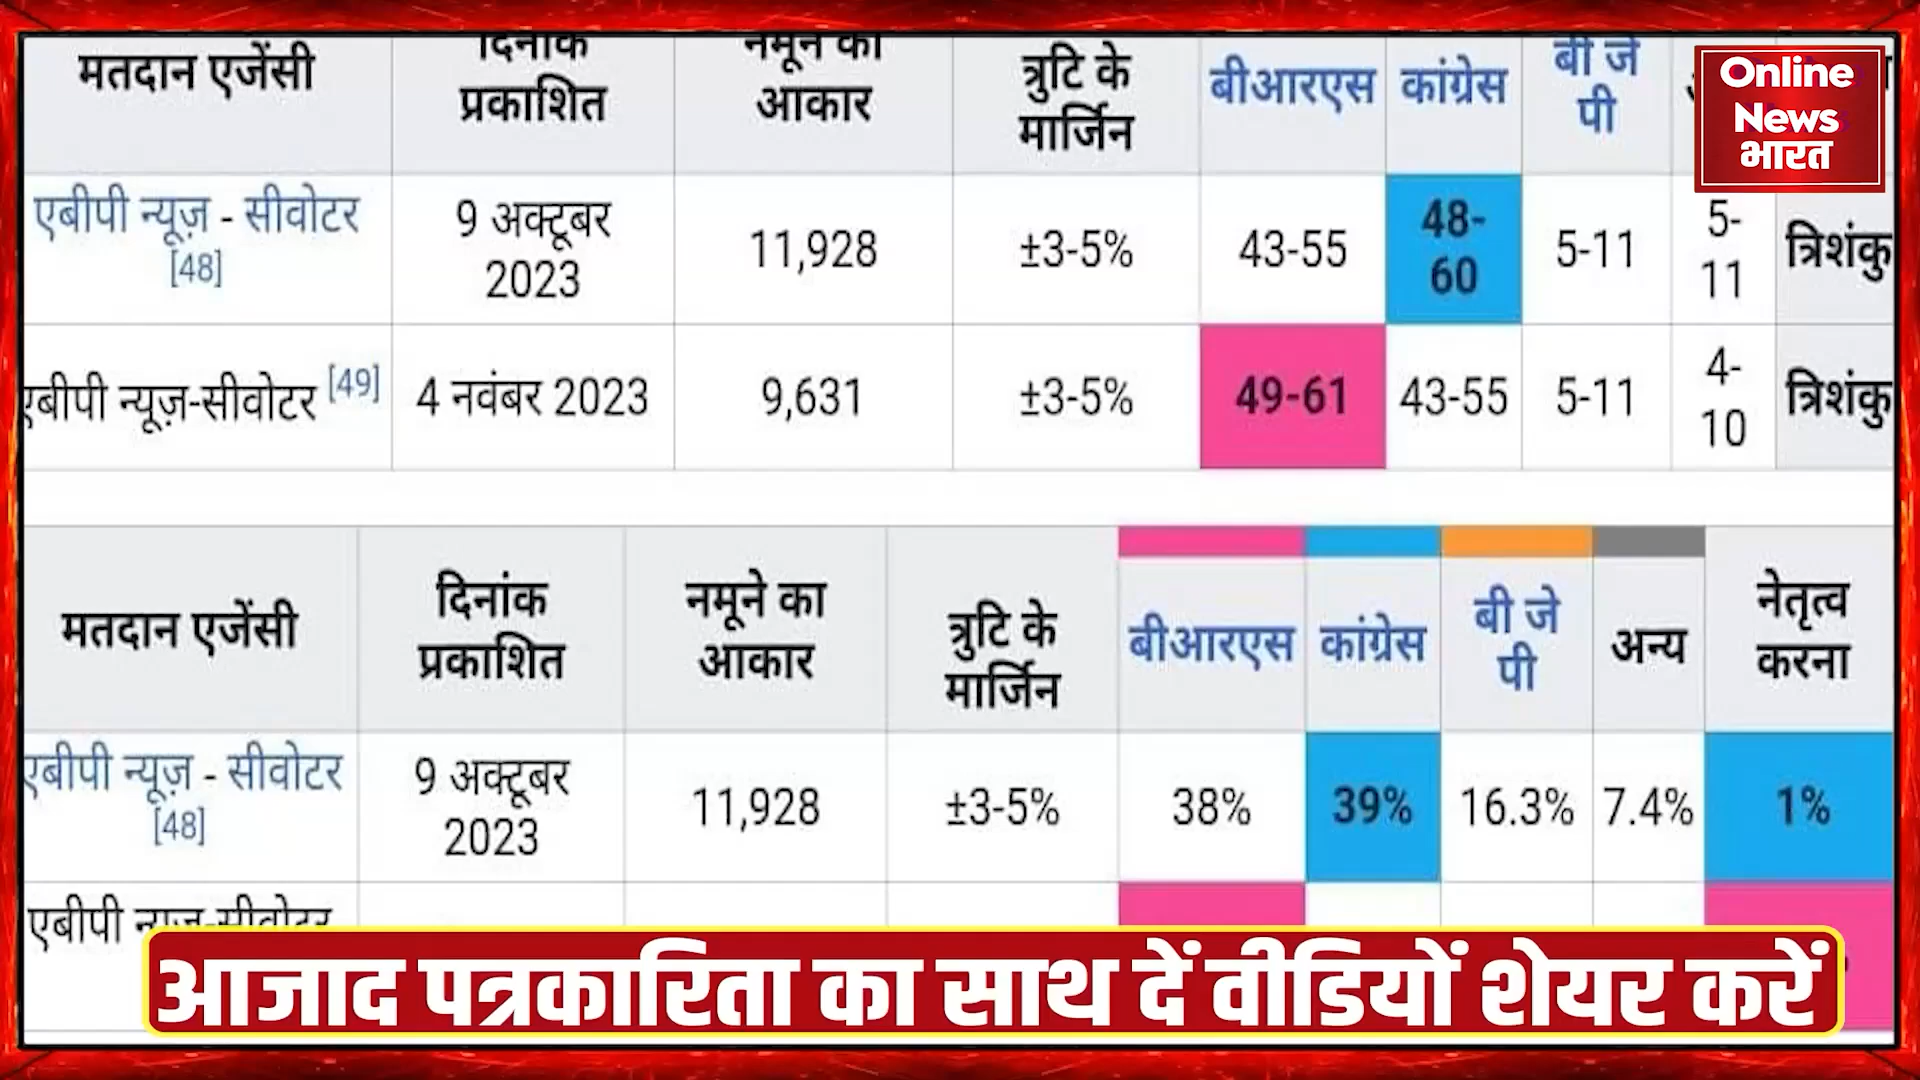 मतदान एजेंसी
दिनांक
प्रकाशित
नमूने का
आकार
त्रुटि के
मार्जिन
बीआरएस
कांग्रेस
बी जे
पी
Online
News
भारत
एबीपी न्यूज़ - सीवोटर
[48]
9 अक्टूबर
2023
11,928
±3-5%
43-55
48-
60
5-11
5-
11
त्रिशंकु
एबीपी न्यूज़-सीवोटर [49]
4 नवंबर 2023
9,631
±3-5%
49-61
43-55
5-11
4-
10
त्रिशंकु
मतदान एजेंसी
दिनांक
प्रकाशित
नमूने का
आकार
त्रुटि के
मार्जिन
बीआरएस
कांग्रेस
बी जे
पी
अन्य
नेतृत्व
करना
एबीपी न्यूज़ - सीवोटर
[48]
9 अक्टूबर
2023
11,928
±3-5%
38%
39%
16.3%
7.4%
1%
एबीपी न्यूज़-सीवोटर
आजाद पत्रकारिता का साथ दें वीडियों शेयर करें